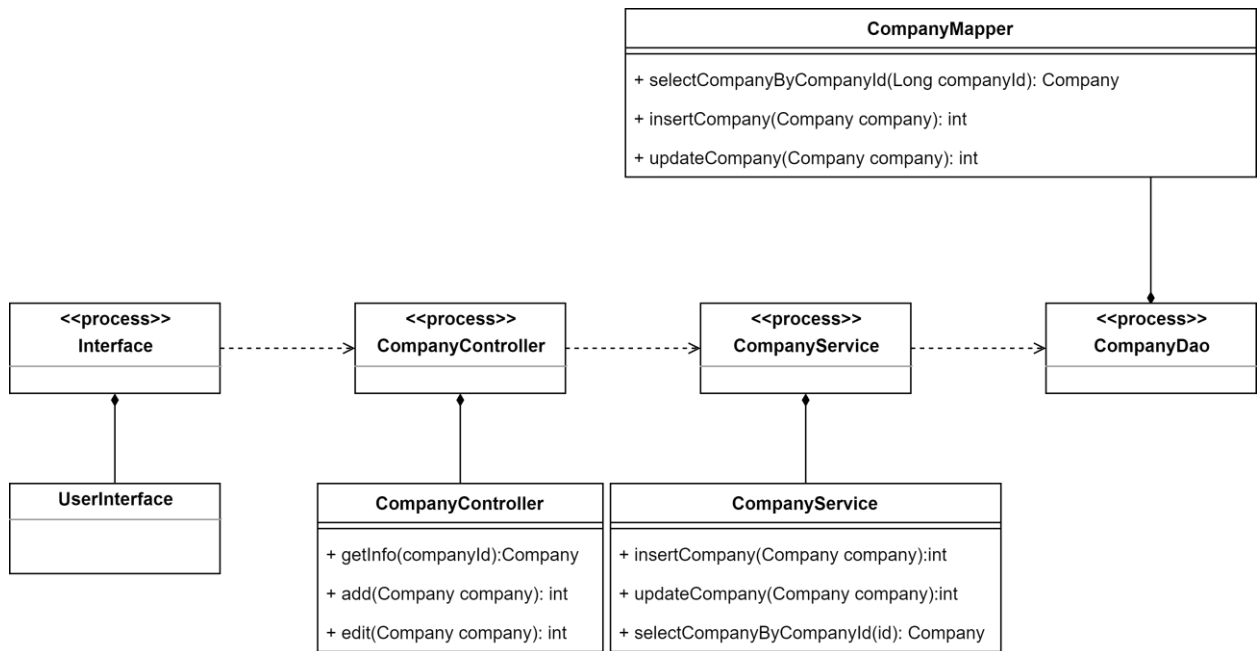 CompanyMapper
+ selectCompanyByCompanyId(Long companyId): Company
+ insertCompany(Company company): int
+ updateCompany(Company company): int
<<process>>
Interface
<<process>>
CompanyController
<<process>>
CompanyService
<<process>>
CompanyDao
UserInterface
CompanyController
+ getInfo(companyId):Company
+ add(Company company): int
+ edit(Company company): int
CompanyService
+ insertCompany(Company company):int
+ updateCompany(Company company):int
+ selectCompanyByCompanyId(id): Company